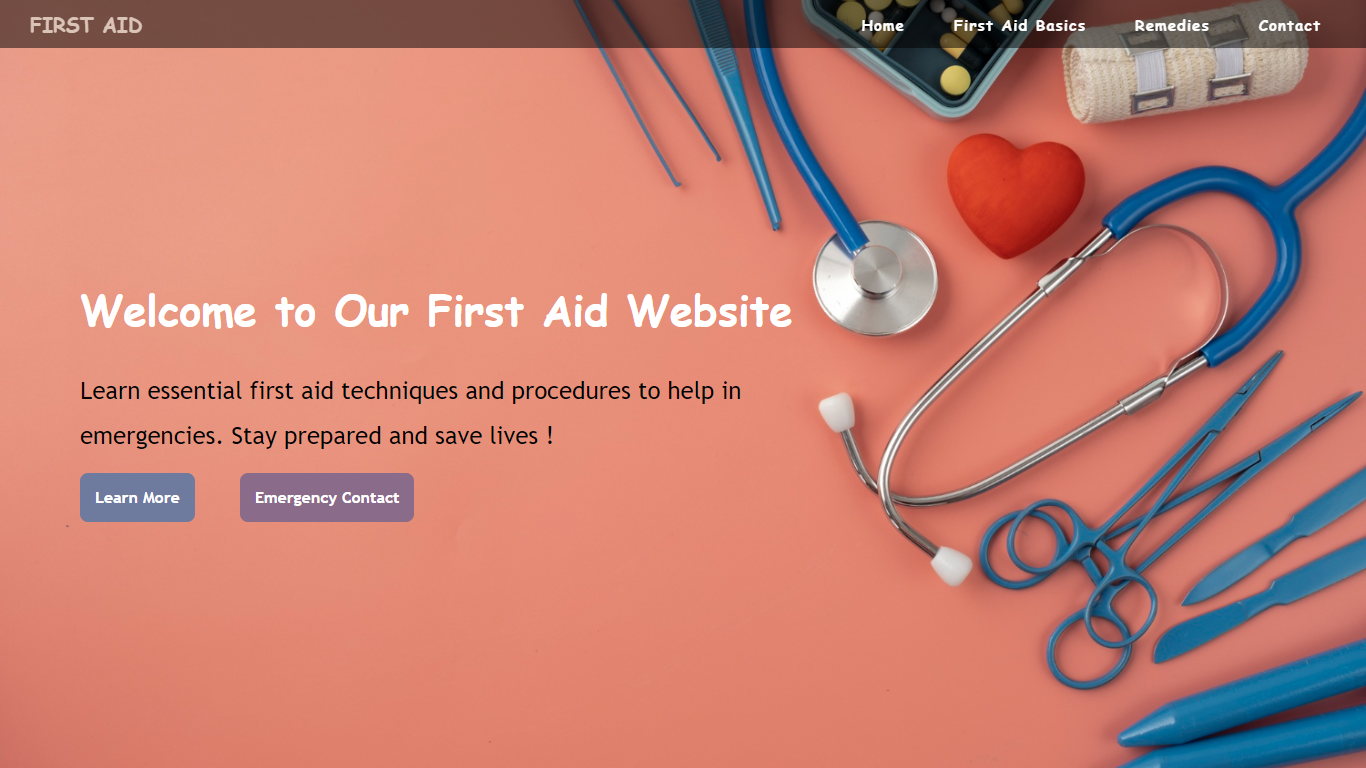 FIRST AID
Home First Aid Basics Remedies Contact
Welcome to Our First Aid Website
Learn essential first aid techniques and procedures to help in
emergencies. Stay prepared and save lives !
Learn More Emergency Contact